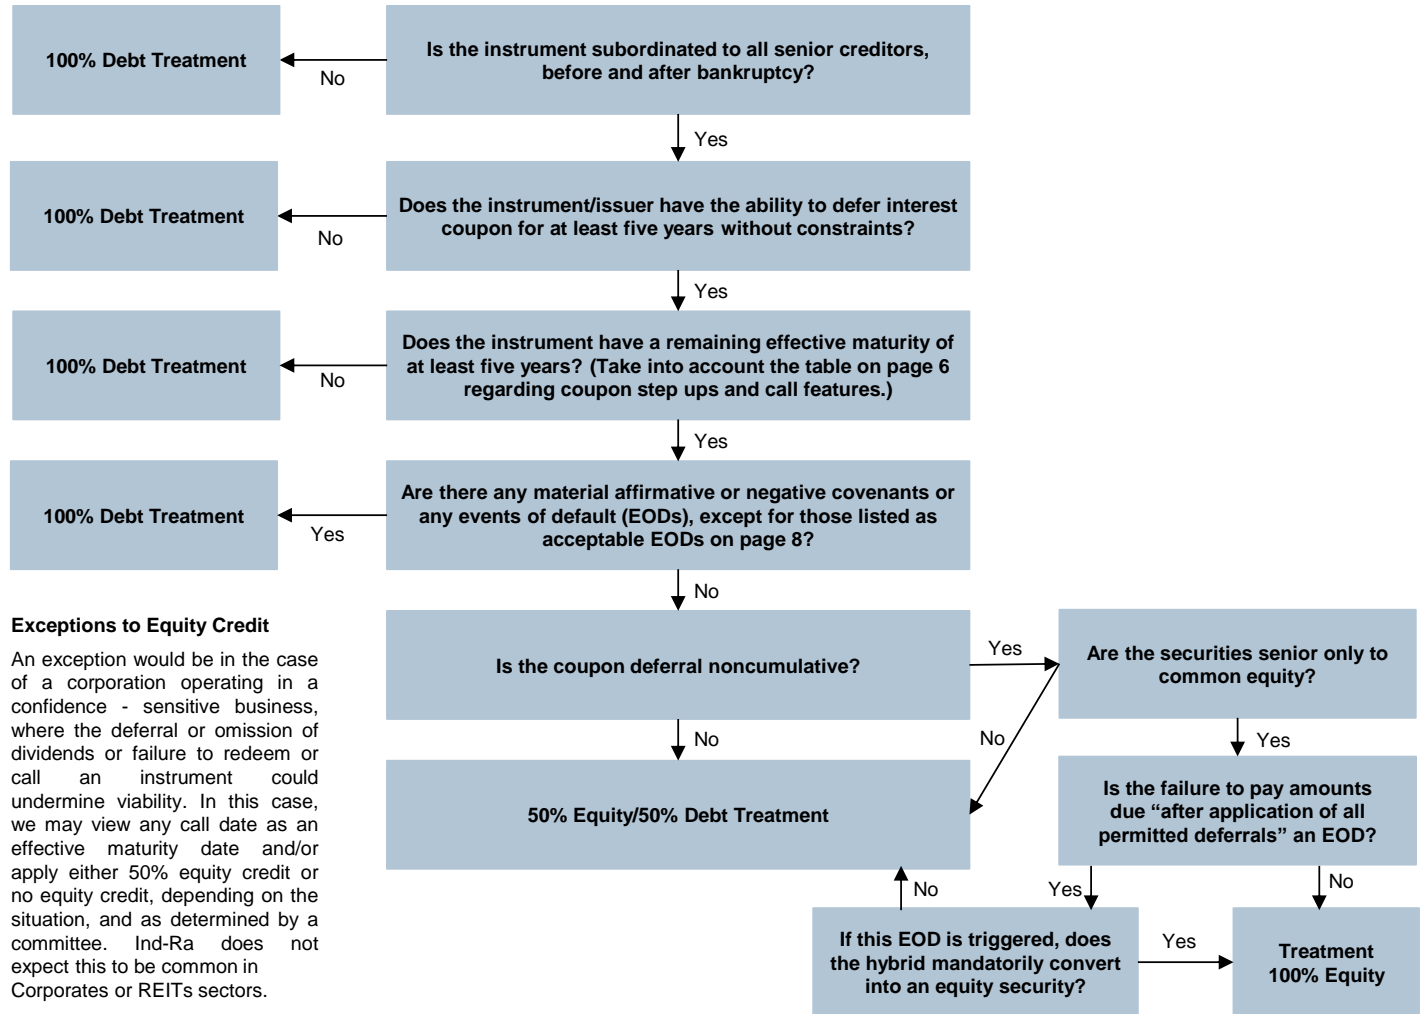 100% Debt Treatment
Is the instrument subordinated to all senior creditors,
before and after bankruptcy?
No
Yes
100% Debt Treatment
Does the instrument/issuer have the ability to defer interest
coupon for at least five years without constraints?
No
Yes
100% Debt Treatment
Does the instrument have a remaining effective maturity of
at least five years? (Take into account the table on page 6
regarding coupon step ups and call features.)
No
Yes
100% Debt Treatment
Are there any material affirmative or negative covenants or
any events of default (EODs), except for those listed as
acceptable EODs on page 8?
Yes
No
Exceptions to Equity Credit
An exception would be in the case
of a corporation operating in a
confidence - sensitive business,
where the deferral or omission of
dividends or failure to redeem or
call an instrument could
undermine viability. In this case,
we may view any call date as an
effective maturity date and/or
apply either 50% equity credit or
no equity credit, depending on the
situation, and as determined by a
committee. Ind-Ra does not
expect this to be common in
Corporates or REITs sectors.
Is the coupon deferral noncumulative?
Yes
Are the securities senior only to
common equity?
No
No
Yes
50% Equity/50% Debt Treatment
Is the failure to pay amounts
due “after application of all
permitted deferrals” an EOD?
No
Yes
No
If this EOD is triggered, does
the hybrid mandatorily convert
into an equity security?
Yes
Treatment
100% Equity